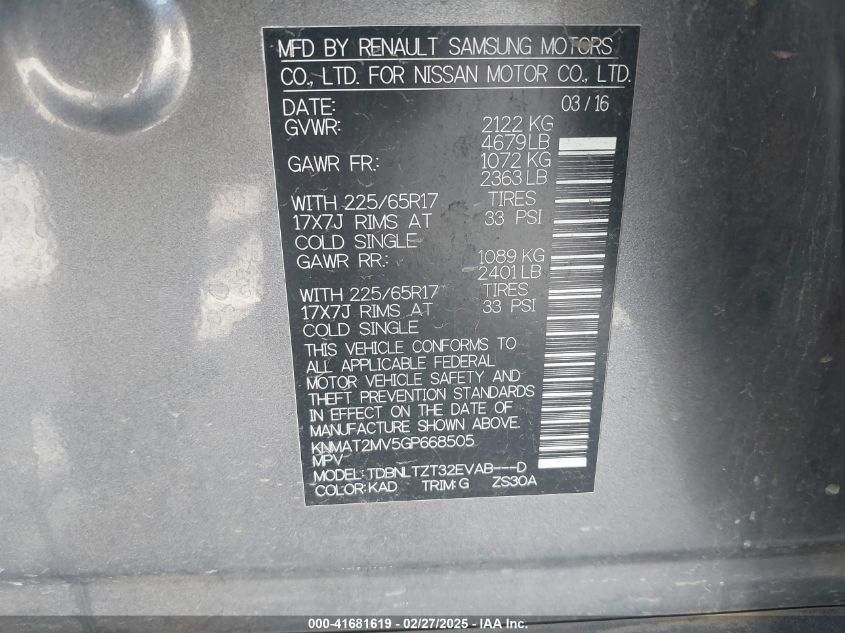 MFD BY RENAULT SAMSUNG MOTORS
CO., LTD. FOR NISSAN MOTOR CO., LTD.
DATE: 03 / 16
GVWR: 2122 KG
4679LB
GAWR FR.: 1072 KG
2363 LB
WITH 225/65R17 TIRES
17X7J RIMS AT 33 PSI
COLD SINGLE
GAWR RR.: 1089 KG
2401 LB
WITH 225/65R17 TIRES
17X7J RIMS AT 33 PSI
COLD SINGLE
THIS VEHICLE CONFORMS TO
ALL APPLICABLE FEDERAL
MOTOR VEHICLE SAFETY AND
THEFT PREVENTION STANDARDS
IN EFFECT ON THE DATE OF
MANUFACTURE SHOWN ABOVE.
KNMAT2MV5GP668505
MPV
MODEL: TDBNLTZT32EVAB---D
COLOR: KAD TRIM: G ZS30A
000-41681619 - 02/27/2025 - IAA Inc.